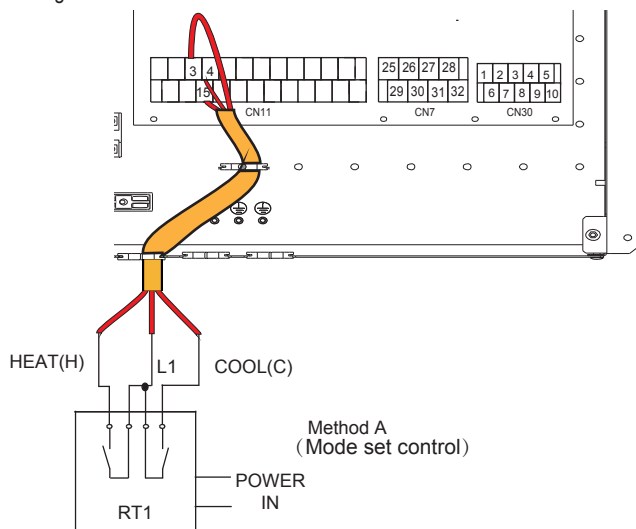 3 4 25 26 27 28 1 2 3 4 5
15 29 30 31 32 6 7 8 9 10
CN11 CN7 CN30
HEAT(H) L1 COOL(C)
Method A
(Mode set control)
POWER
IN
RT1